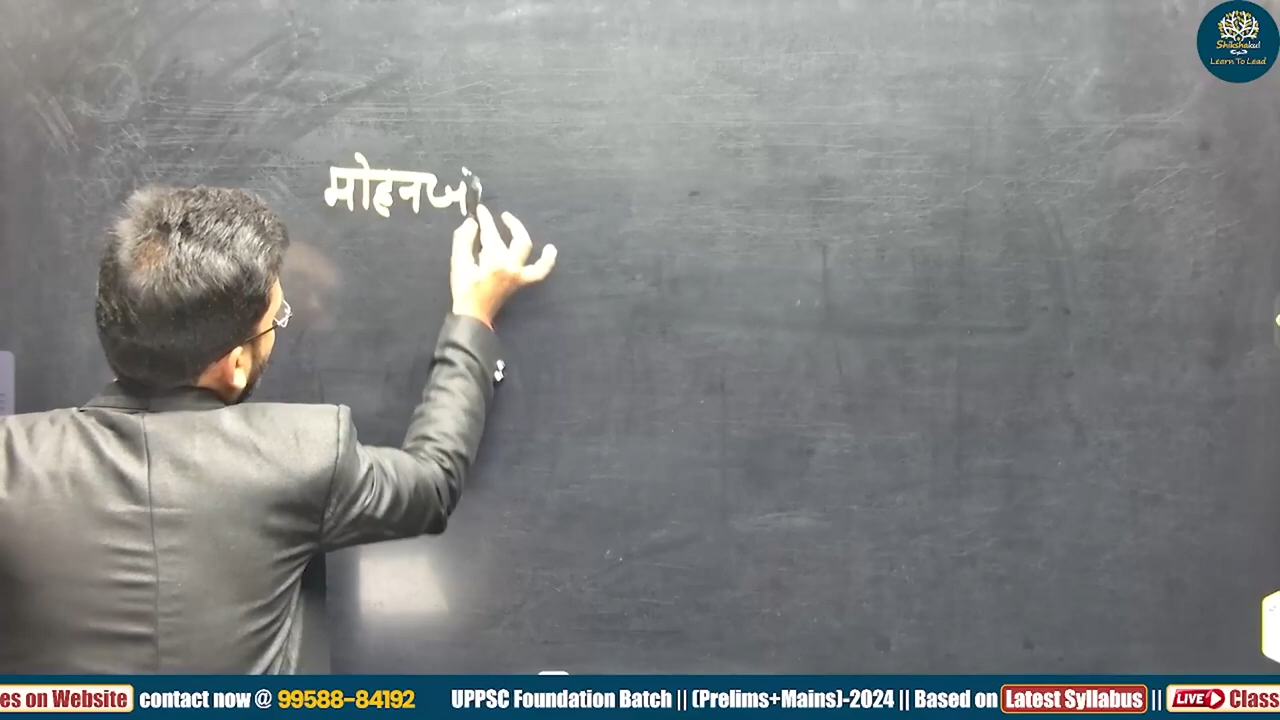 Shikshakul
Learn To Lead
मोहनजो
es on Website contact now @ 99588-84192 UPPSC Foundation Batch || (Prelims+Mains)-2024 || Based on Latest Syllabus || LIVE Class